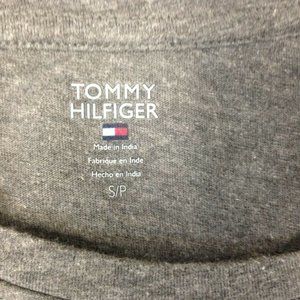 TOMMY
HILFIGER
Made in India
Fabriqué en Inde
Hecho en India
S/P